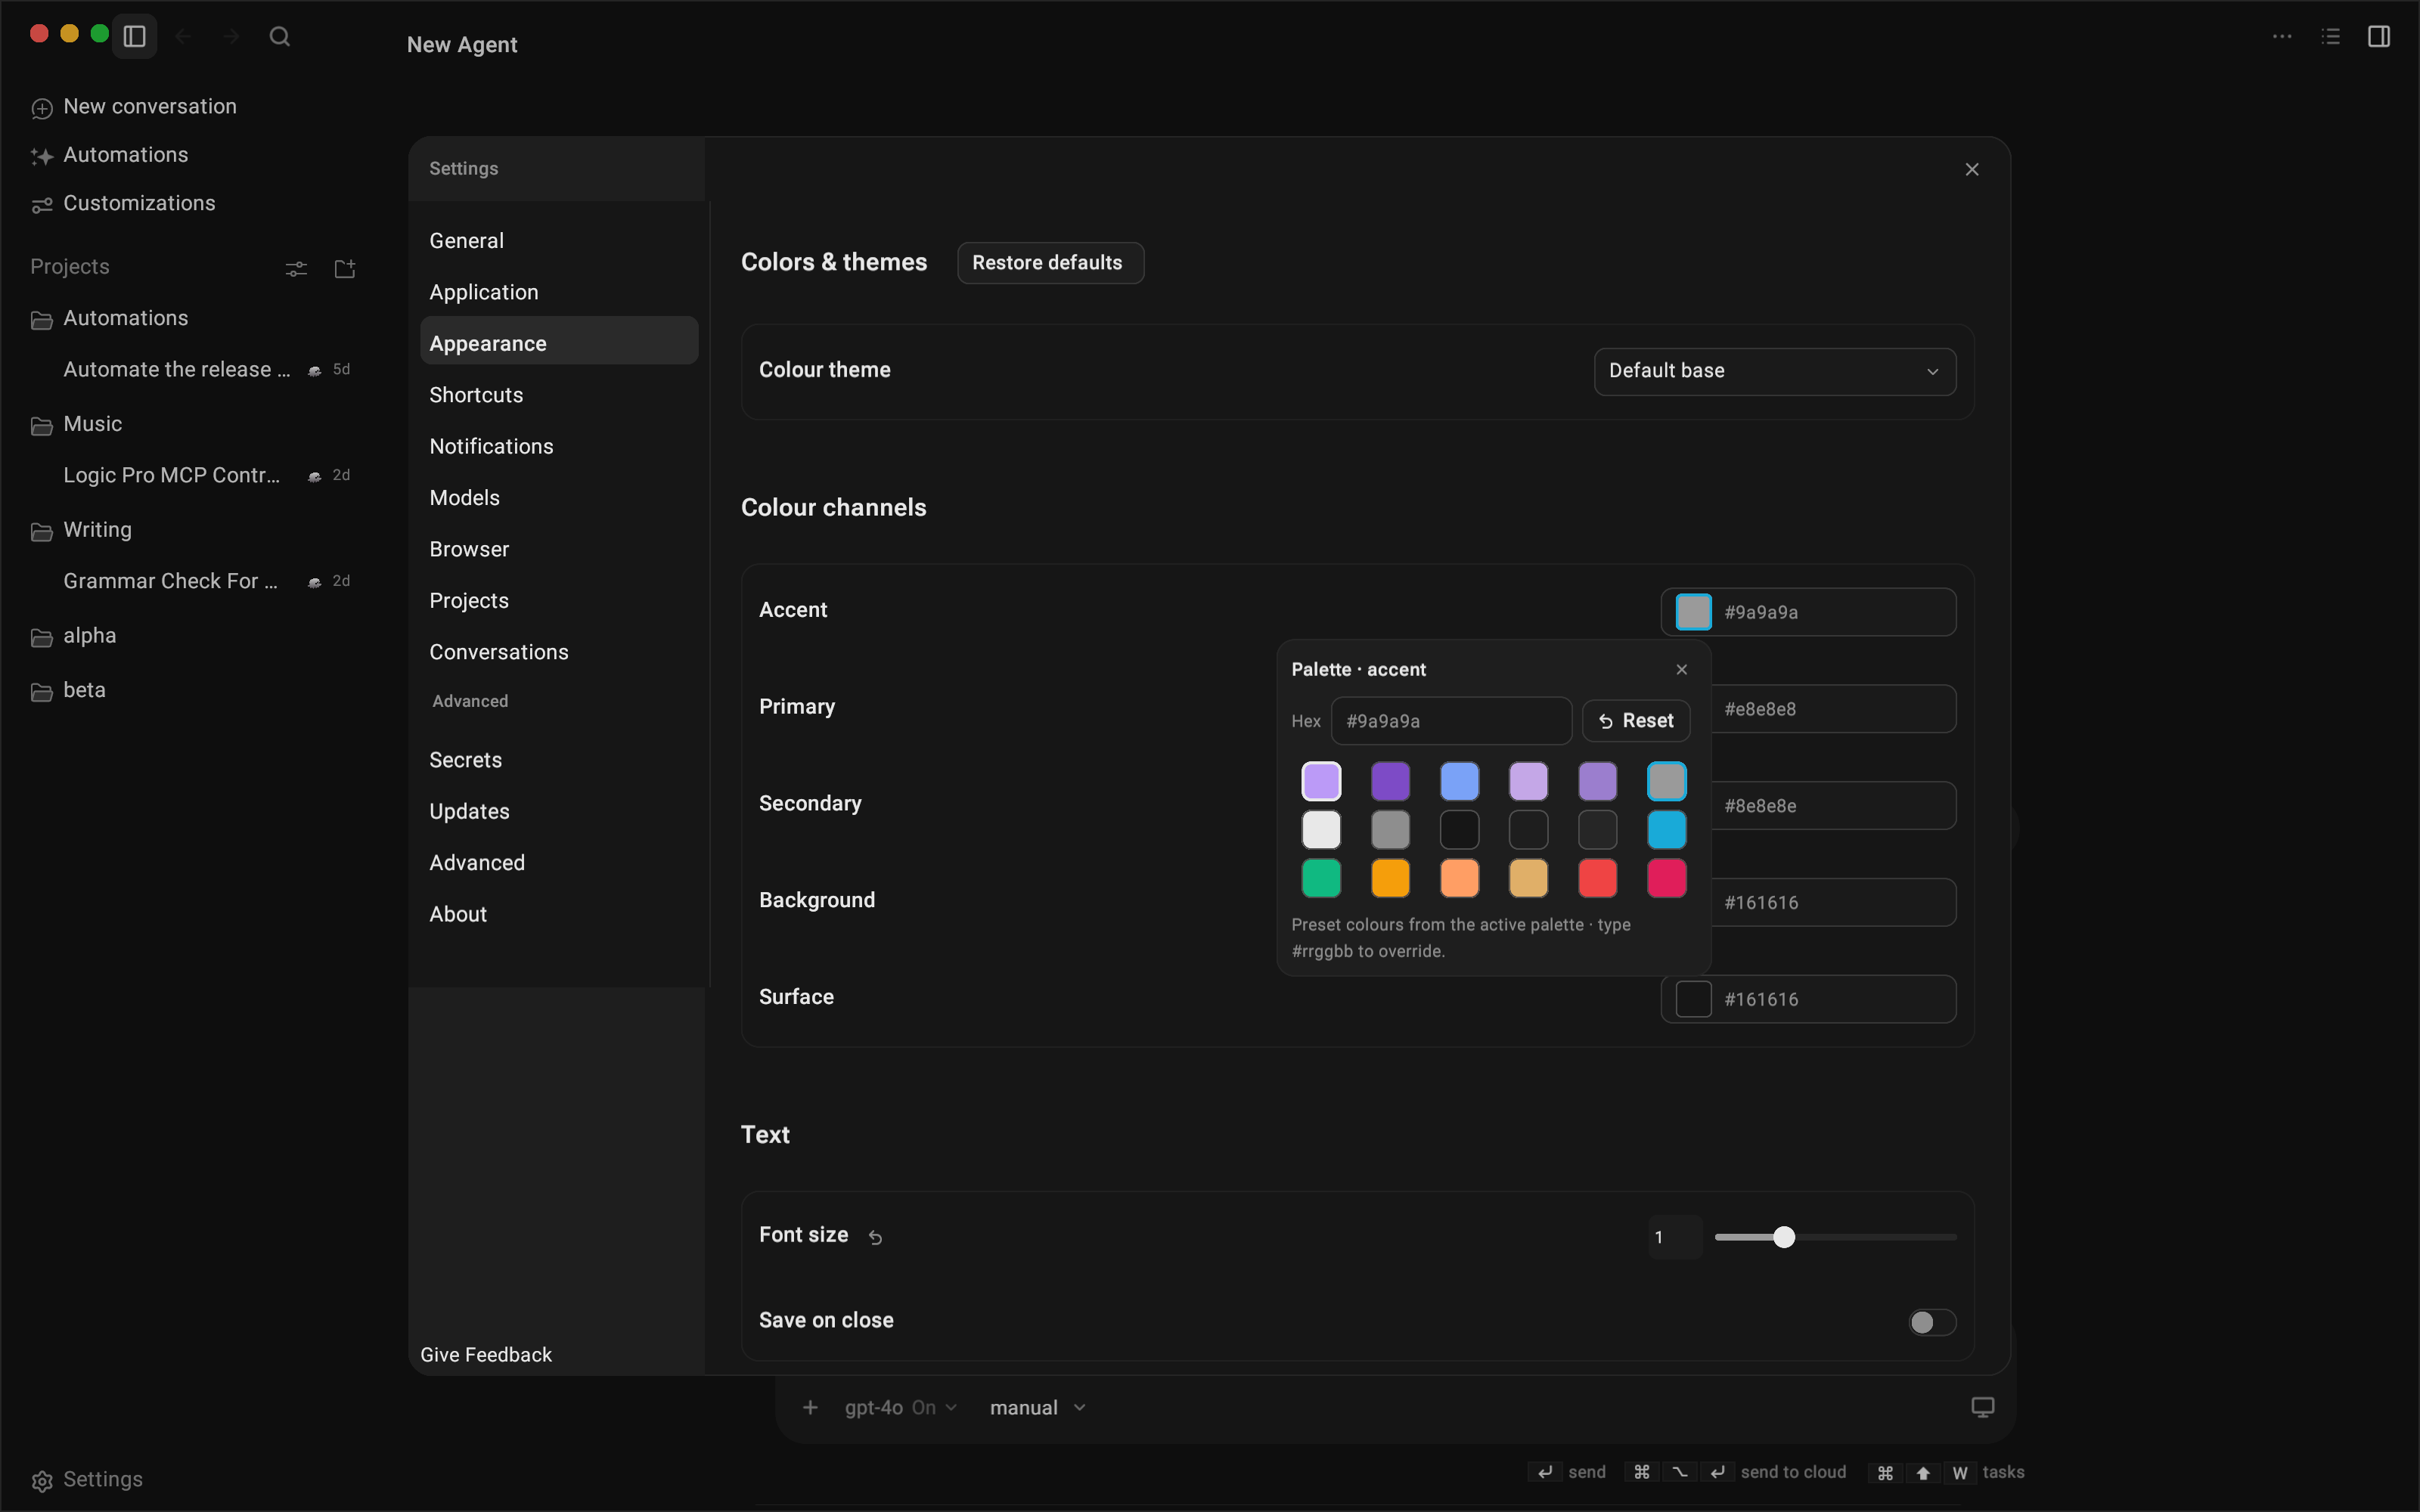 New Agent
New conversation
Automations
Customizations
Projects
Automations
Automate the release ... 5d
Music
Logic Pro MCP Contr... 2d
Writing
Grammar Check For ... 2d
alpha
beta
Settings
Settings
General
Application
Appearance
Shortcuts
Notifications
Models
Browser
Projects
Conversations
Advanced
Secrets
Updates
Advanced
About
Give Feedback
Colors & themes
Restore defaults
Colour theme
Default base
Colour channels
Accent
#9a9a9a
Primary
#e8e8e8
Secondary
#8e8e8e
Background
#161616
Surface
#161616
Palette · accent
Hex
#9a9a9a
Reset
Preset colours from the active palette · type
#rrggbb to override.
Text
Font size
1
Save on close
gpt-4o On
manual
send
⌘ ⌥ send to cloud
⌘ W tasks